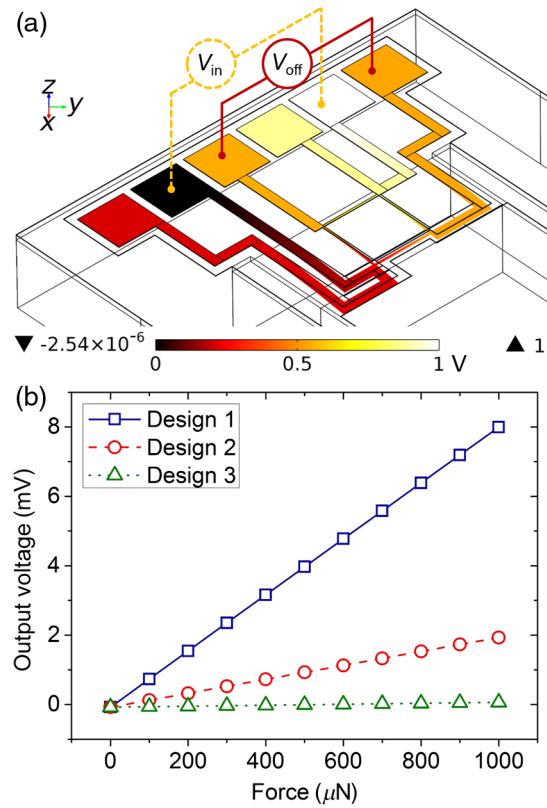 (a)
V_in
V_off
z
y
x
▼ -2.54×10⁻⁶
0
0.5
1 V
▲ 1
(b)
Design 1
Design 2
Design 3
Output voltage (mV)
8
6
4
2
0
0 200 400 600 800 1000
Force (μN)